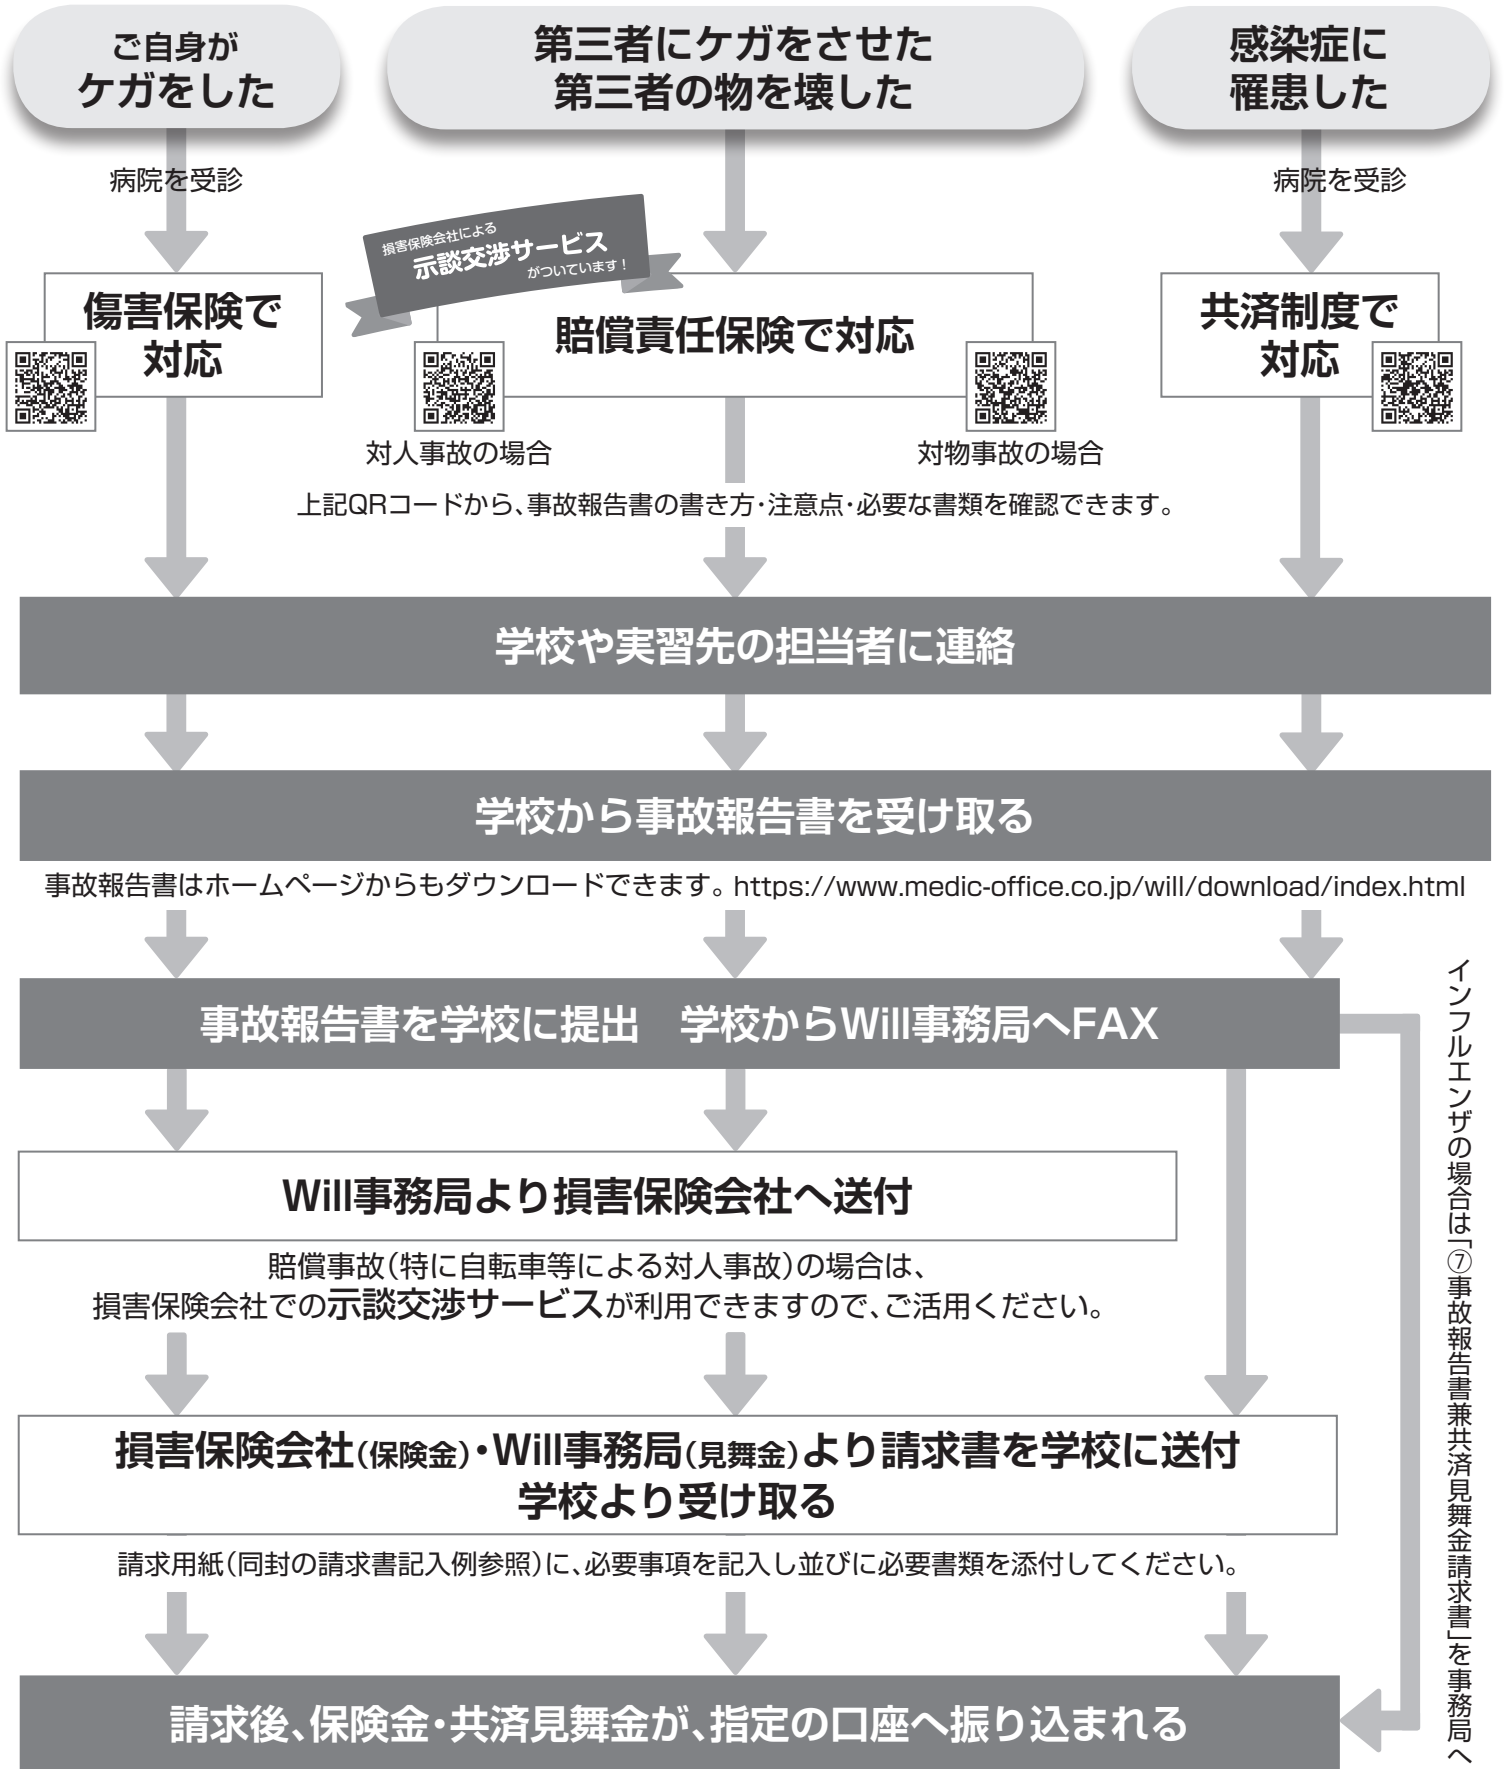 ご自身が
ケガをした
第三者にケガをさせた
第三者の物を壊した
感染症に
罹患した
病院を受診
病院を受診
損害保険会社による
示談交渉サービス
がついています！
傷害保険で
対応
賠償責任保険で対応
共済制度で
対応
対人事故の場合
対物事故の場合
上記QRコードから、事故報告書の書き方・注意点・必要な書類を確認できます。
学校や実習先の担当者に連絡
学校から事故報告書を受け取る
事故報告書はホームページからもダウンロードできます。https://www.medic-office.co.jp/will/download/index.html
事故報告書を学校に提出　学校からWill事務局へFAX
Will事務局より損害保険会社へ送付
賠償事故（特に自転車等による対人事故）の場合は、
損害保険会社での示談交渉サービスが利用できますので、ご活用ください。
損害保険会社（保険金）・Will事務局（見舞金）より請求書を学校に送付
学校より受け取る
請求用紙（同封の請求書記入例参照）に、必要事項を記入し並びに必要書類を添付してください。
請求後、保険金・共済見舞金が、指定の口座へ振り込まれる
インフルエンザの場合は「⑦事故報告書兼共済見舞金請求書」を事務局へ